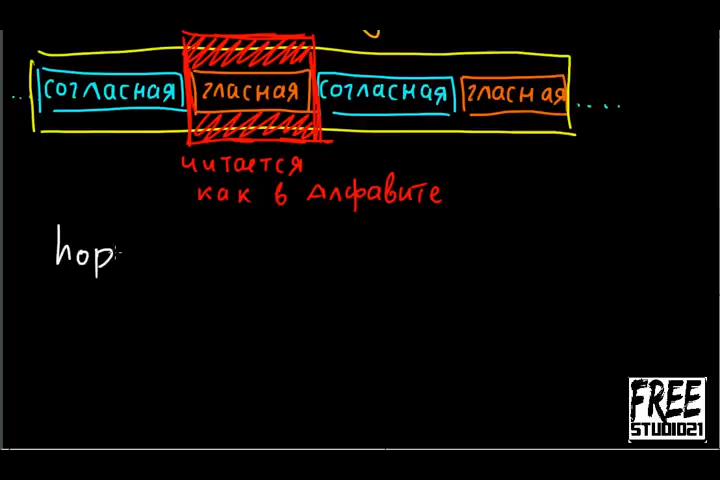 .. согласная гласная согласная гласная ....
читается
как в алфавите
hop
FREE
STUDIO21